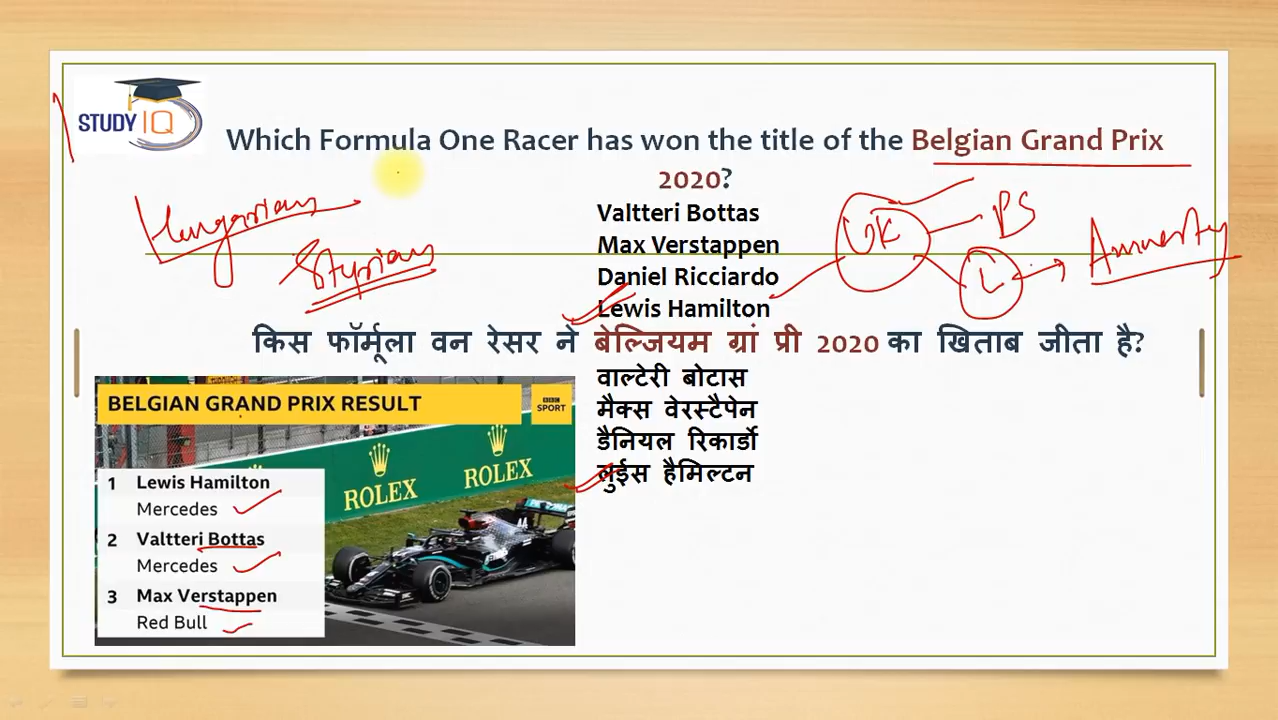 STUDY IQ
Which Formula One Racer has won the title of the Belgian Grand Prix
2020?
Hungarian
Styrian
Valtteri Bottas
Max Verstappen
Daniel Ricciardo
Lewis Hamilton
UK
BS
L
किस फॉर्मूला वन रेसर ने बेल्जियम ग्रां प्री 2020 का खिताब जीता है?
वाल्टेरी बोटास
मैक्स वेरस्टैपेन
डैनियल रिकार्डो
लुईस हैमिल्टन
BELGIAN GRAND PRIX RESULT
BBC
SPORT
ROLEX
ROLEX
1 Lewis Hamilton
Mercedes
2 Valtteri Bottas
Mercedes
3 Max Verstappen
Red Bull
44